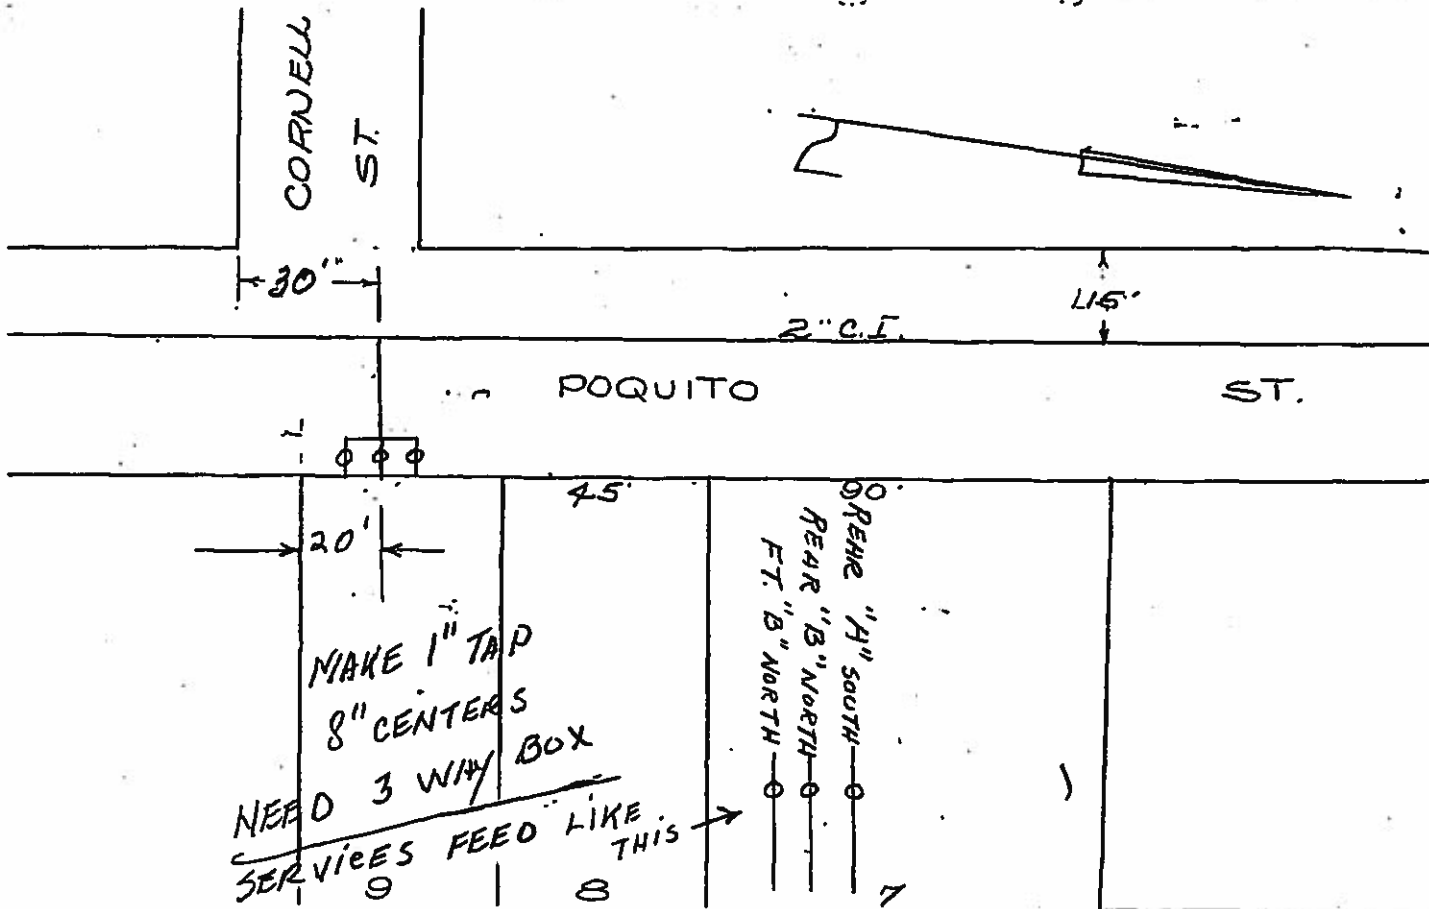 CORNELL
ST.
30'
45'
2" C.I.
POQUITO ST.
45'
90'
20'
MAKE 1" TAP
8" CENTERS
NEED 3 WAY BOX
SERVICES FEED LIKE
THIS
FT. "B" NORTH
REAR "B" NORTH
REAR "A" SOUTH
9
8
7